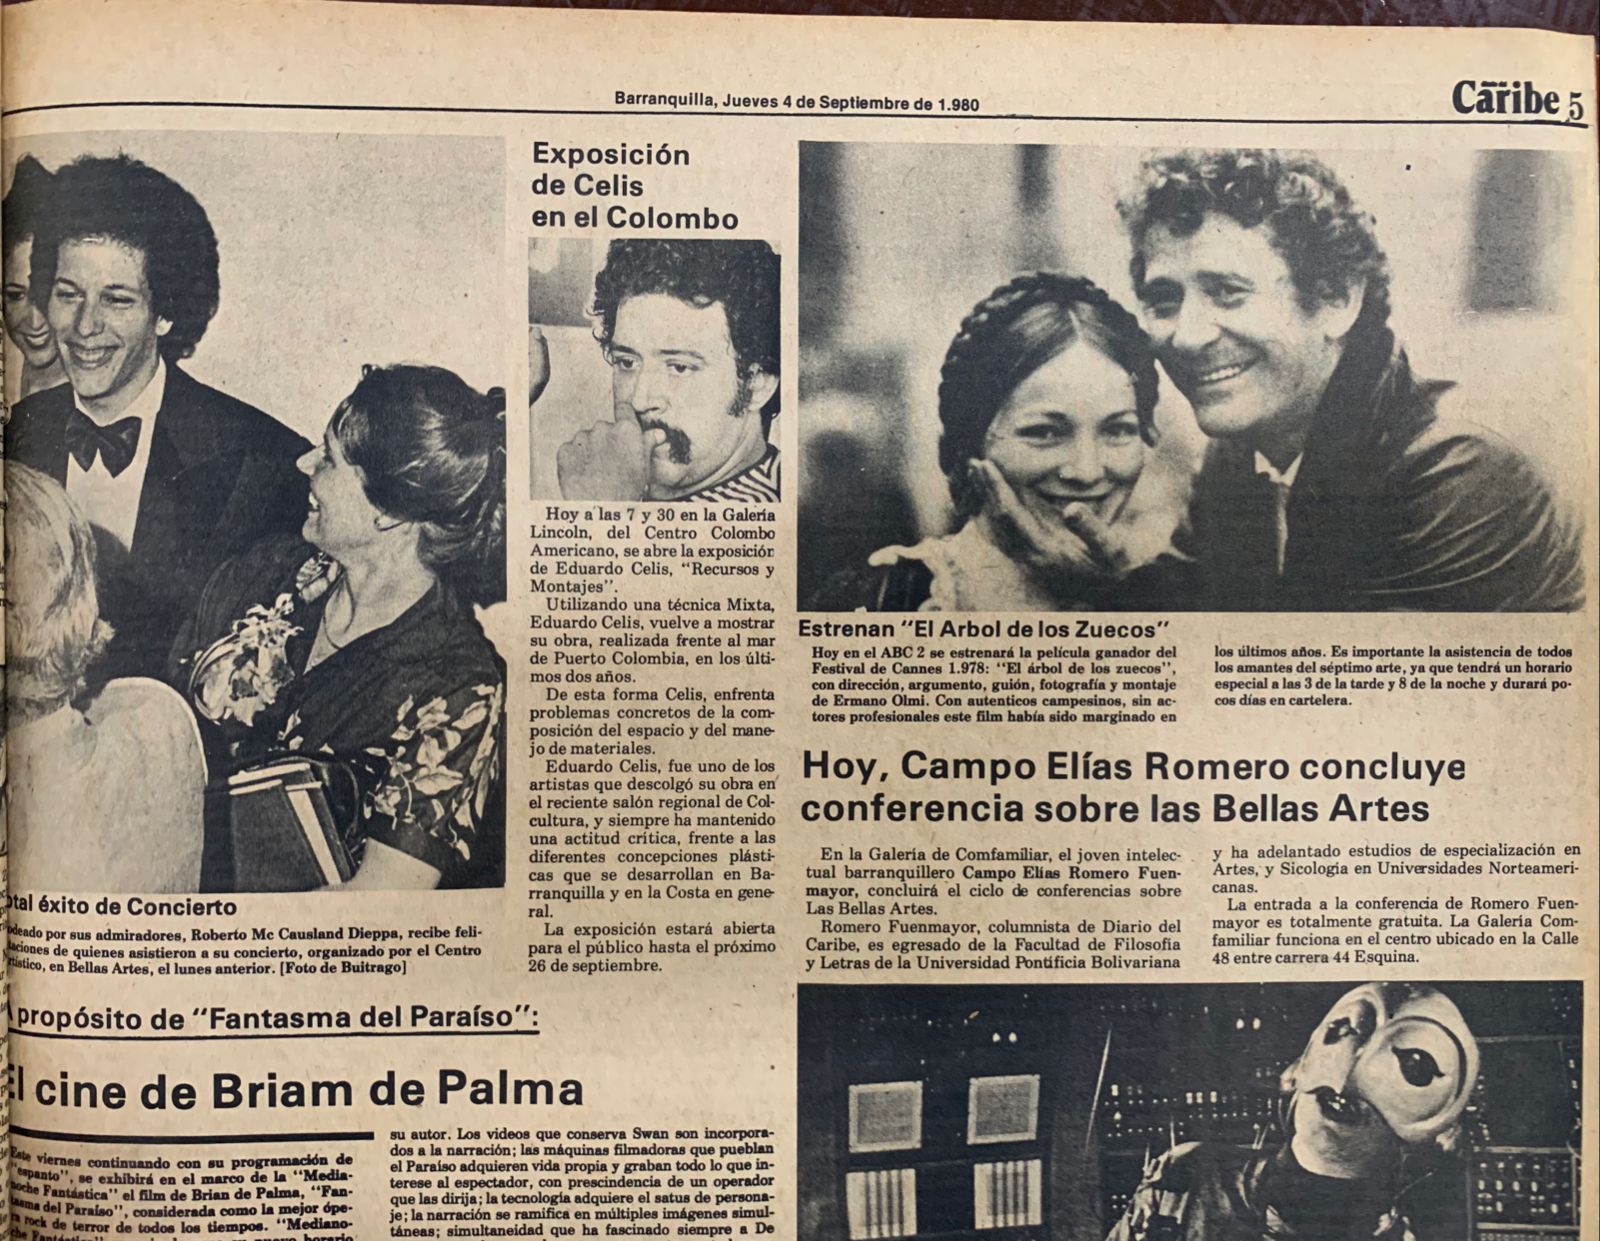 Barranquilla, Jueves 4 de Septiembre de 1.980
Caribe 5
Exposición
de Celis
en el Colombo
Hoy a las 7 y 30 en la Galería
Lincoln, del Centro Colombo
Americano, se abre la exposición
de Eduardo Celis, "Recursos y
Montajes".
Utilizando una técnica Mixta,
Eduardo Celis, vuelve a mostrar
su obra, realizada frente al mar
de Puerto Colombia, en los últi-
mos dos años.
De esta forma Celis, enfrenta
problemas concretos de la com-
posición del espacio y del mane-
jo de materiales.
Eduardo Celis, fue uno de los
artistas que descolgó su obra en
el reciente salón regional de Col-
cultura, y siempre ha mantenido
una actitud crítica, frente a las
diferentes concepciones plásti-
cas que se desarrollan en Ba-
rranquilla y en la Costa en gene-
ral.
La exposición estará abierta
para el público hasta el próximo
26 de septiembre.
Estrenan "El Arbol de los Zuecos"
Hoy en el ABC 2 se estrenará la película ganador del
Festival de Cannes 1.978: "El árbol de los zuecos",
con dirección, argumento, guión, fotografía y montaje
de Ermano Olmi. Con autenticos campesinos, sin ac-
tores profesionales este film había sido marginado en
los últimos años. Es importante la asistencia de todos
los amantes del séptimo arte, ya que tendrá un horario
especial a las 3 de la tarde y 8 de la noche y durará po-
cos días en cartelera.
Hoy, Campo Elías Romero concluye
conferencia sobre las Bellas Artes
En la Galería de Comfamiliar, el joven intelec-
tual barranquillero Campo Elías Romero Fuen-
mayor, concluirá el ciclo de conferencias sobre
Las Bellas Artes.
Romero Fuenmayor, columnista de Diario del
Caribe, es egresado de la Facultad de Filosofia
y Letras de la Universidad Pontificia Bolivariana
y ha adelantado estudios de especialización en
Artes, y Sicología en Universidades Norteameri-
canas.
La entrada a la conferencia de Romero Fuen-
mayor es totalmente gratuita. La Galería Com-
familiar funciona en el centro ubicado en la Calle
48 entre carrera 44 Esquina.
otal éxito de Concierto
odeado por sus admiradores, Roberto Mc Causland Dieppa, recibe feli-
taciones de quienes asistieron a su concierto, organizado por el Centro
rtístico, en Bellas Artes, el lunes anterior. [Foto de Buitrago]
A propósito de "Fantasma del Paraíso":
El cine de Briam de Palma
Este viernes continuando con su programación de
"espanto", se exhibirá en el marco de la "Media-
noche Fantástica" el film de Brian de Palma, "Fan-
tasma del Paraíso", considerada como la mejor ópe-
ra rock de terror de todos los tiempos. "Mediano-
che Fantástica"
horario
su autor. Los videos que conserva Swan son incorpora-
dos a la narración; las máquinas filmadoras que pueblan
el Paraíso adquieren vida propia y graban todo lo que in-
terese al espectador, con prescindencia de un operador
que las dirija; la tecnología adquiere el satus de persona-
je; la narración se ramifica en múltiples imágenes simul-
táneas; simultaneidad que ha fascinado siempre a De